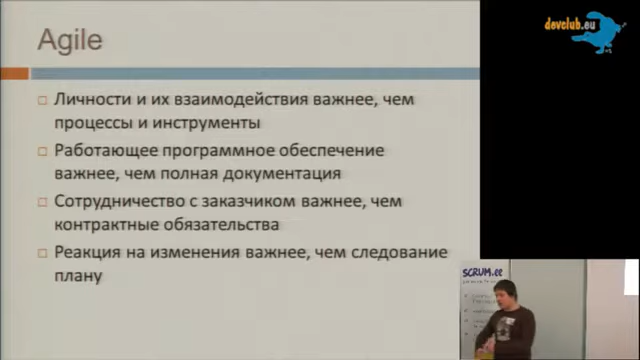 Agile
Личности и их взаимодействия важнее, чем
процессы и инструменты
Работающее программное обеспечение
важнее, чем полная документация
Сотрудничество с заказчиком важнее, чем
контрактные обязательства
Реакция на изменения важнее, чем следование
плану
devclub.eu
SCRUM.ee